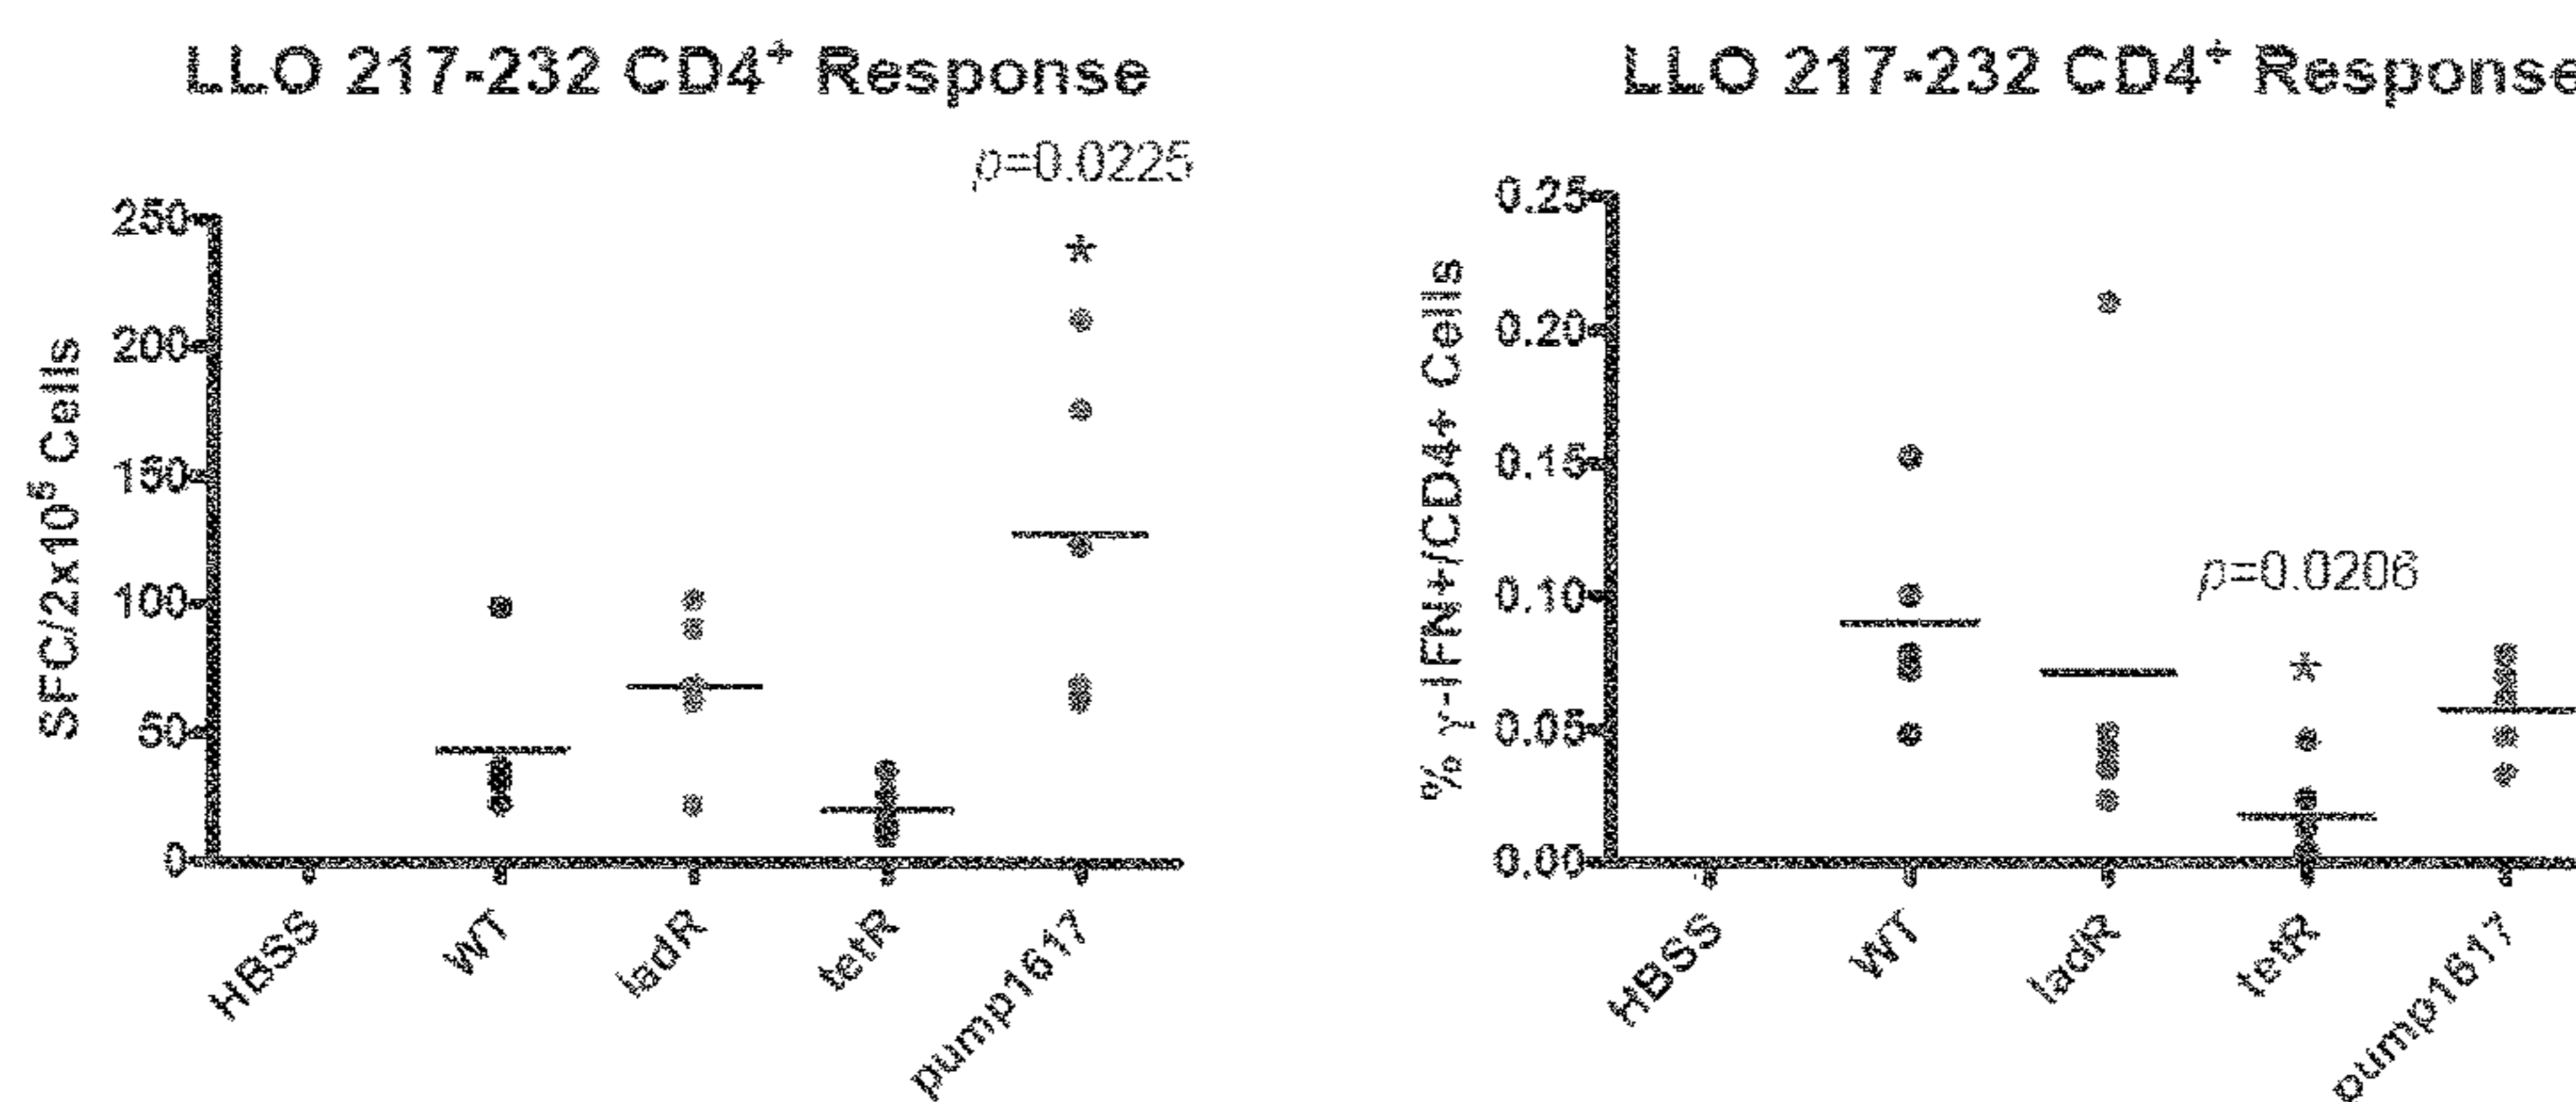 LLO 217-232 CD4⁺ Response
p=0.0225
SFC/2x10⁵ Cells
250
200
150
100
50
0
HBSS
WT
ladR
tetR
pump1617
LLO 217-232 CD4⁺ Response
p=0.0206
% γ-IFN+/CD4+ Cells
0.25
0.20
0.15
0.10
0.05
0.00
HBSS
WT
ladR
tetR
pump1617